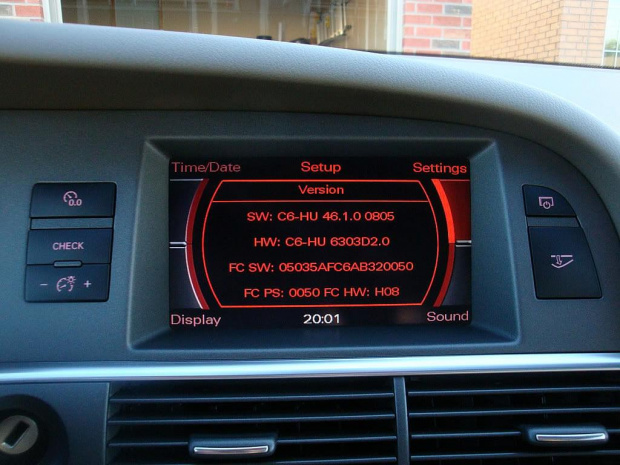 Time/Date Setup Settings
Version
0.0
SW: C6-HU 46.1.0 0805
CHECK
HW: C6-HU 6303D2.0
FC SW: 05035AFC6AB320050
- +
FC PS: 0050 FC HW: H08
Display 20:01 Sound